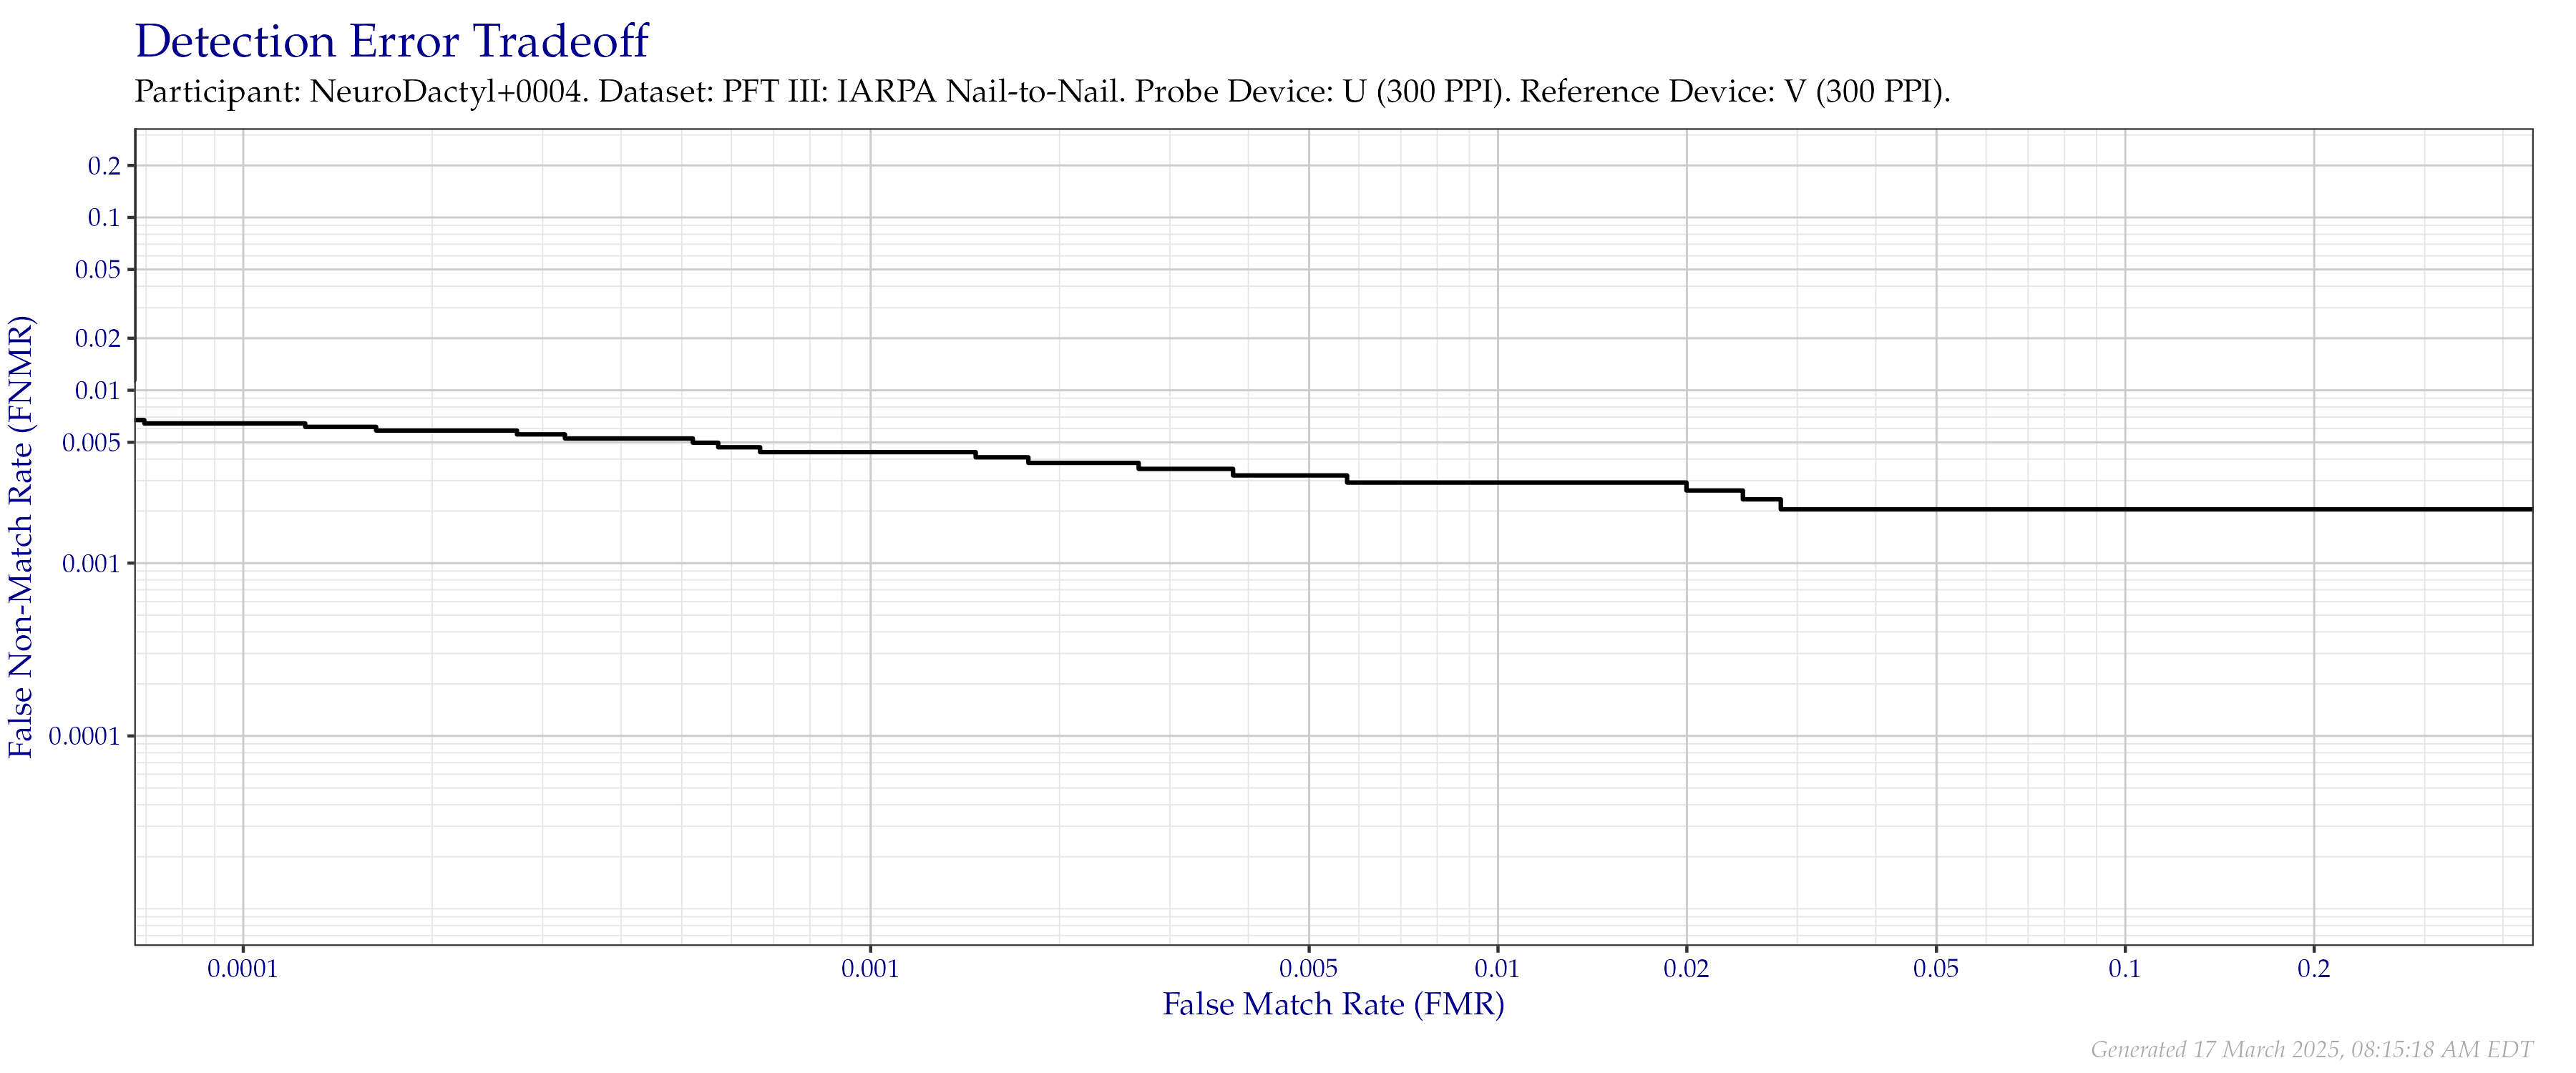 Detection Error Tradeoff
Participant: NeuroDactyl+0004. Dataset: PFT III: IARPA Nail-to-Nail. Probe Device: U (300 PPI). Reference Device: V (300 PPI).
False Non-Match Rate (FNMR)
0.2
0.1
0.05
0.02
0.01
0.005
0.001
0.0001
0.0001 0.001 0.005 0.01 0.02 0.05 0.1 0.2
False Match Rate (FMR)
Generated 17 March 2025, 08:15:18 AM EDT